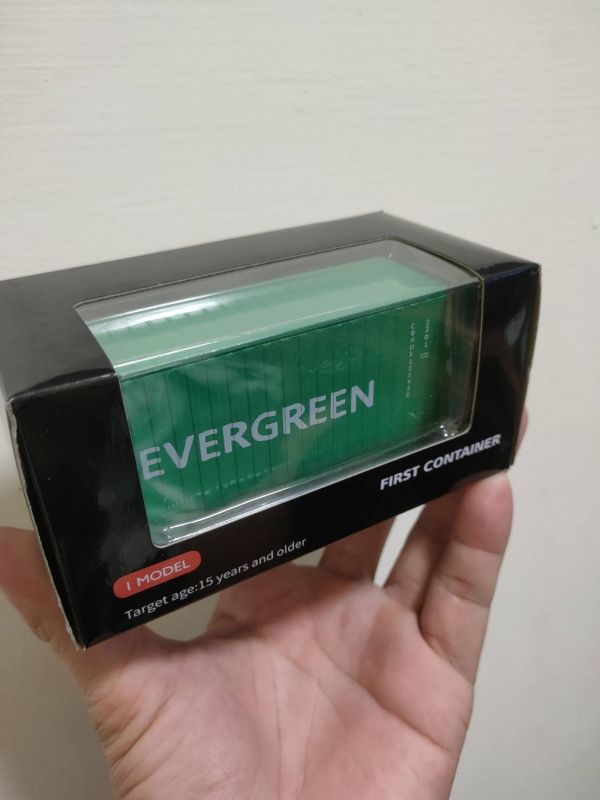 EVERGREEN
FIRST CONTAINER
I MODEL
Target age:15 years and older